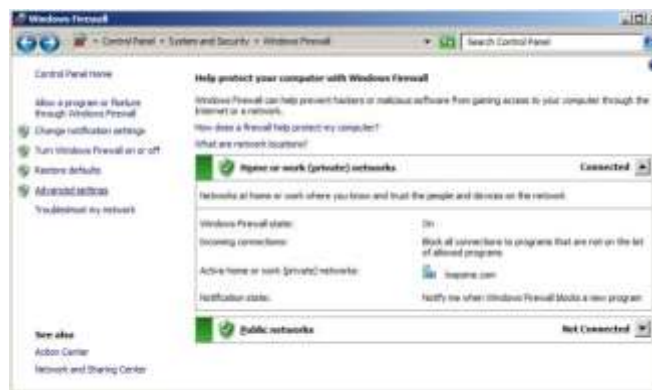 Windows Firewall
Control Panel
System and Security
Windows Firewall
Search Control Panel
Control Panel Home
Allow a program or feature
through Windows Firewall
Change notification settings
Turn Windows Firewall on or off
Restore defaults
Advanced settings
Troubleshoot my network
See also
Action Center
Network and Sharing Center
Help protect your computer with Windows Firewall
Windows Firewall can help prevent hackers or malicious software from gaining access to your computer through the
Internet or a network.
How does a firewall help protect my computer?
What are network locations?
Home or work (private) networks
Connected
Networks at home or work where you know and trust the people and devices on the network
Windows Firewall state:
On
Incoming connections:
Block all connections to programs that are not on the list
of allowed programs
Active home or work (private) networks:
Notification state:
Notify me when Windows Firewall blocks a new program
Public networks
Not Connected